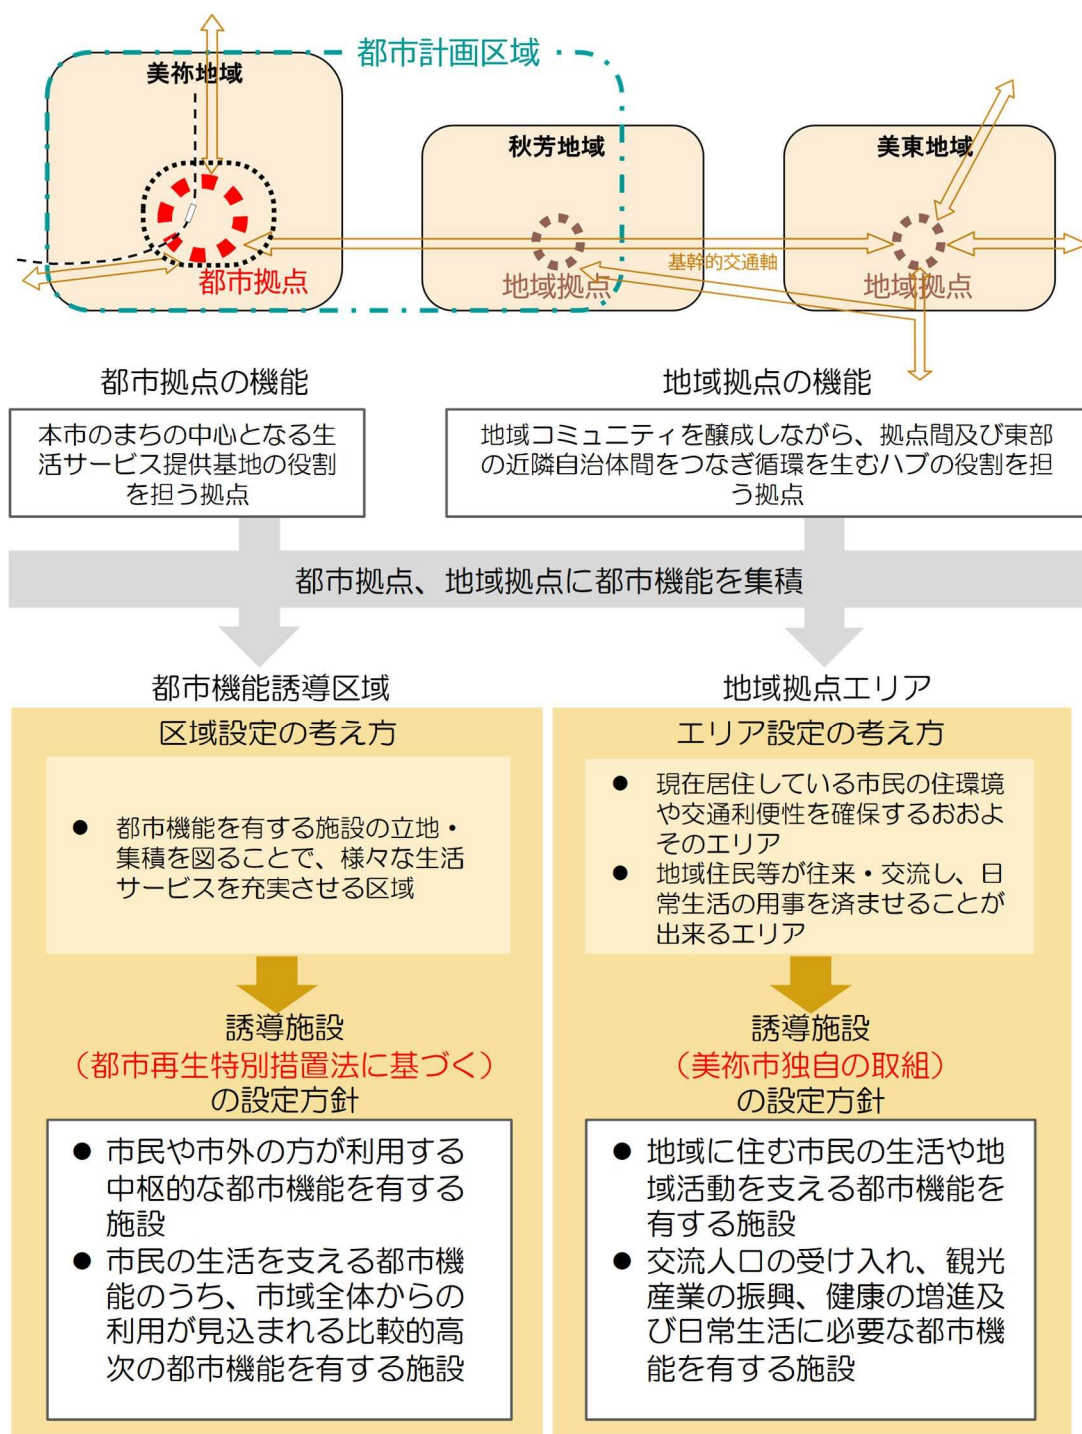 都市計画区域
美祢地域
秋芳地域
美東地域
基幹的交通軸
都市拠点
地域拠点
地域拠点
都市拠点の機能
本市のまちの中心となる生
活サービス提供基地の役割
を担う拠点
地域拠点の機能
地域コミュニティを醸成しながら、拠点間及び東部
の近隣自治体間をつなぎ循環を生むハブの役割を担
う拠点
都市拠点、地域拠点に都市機能を集積
都市機能誘導区域
区域設定の考え方
● 都市機能を有する施設の立地・
集積を図ることで、様々な生活
サービスを充実させる区域
誘導施設
（都市再生特別措置法に基づく）
の設定方針
● 市民や市外の方が利用する
中枢的な都市機能を有する
施設
● 市民の生活を支える都市機
能のうち、市域全体からの
利用が見込まれる比較的高
次の都市機能を有する施設
地域拠点エリア
エリア設定の考え方
● 現在居住している市民の住環境
や交通利便性を確保するおおよ
そのエリア
● 地域住民等が往来・交流し、日
常生活の用事を済ませることが
出来るエリア
誘導施設
（美祢市独自の取組）
の設定方針
● 地域に住む市民の生活や地
域活動を支える都市機能を
有する施設
● 交流人口の受け入れ、観光
産業の振興、健康の増進及
び日常生活に必要な都市機
能を有する施設